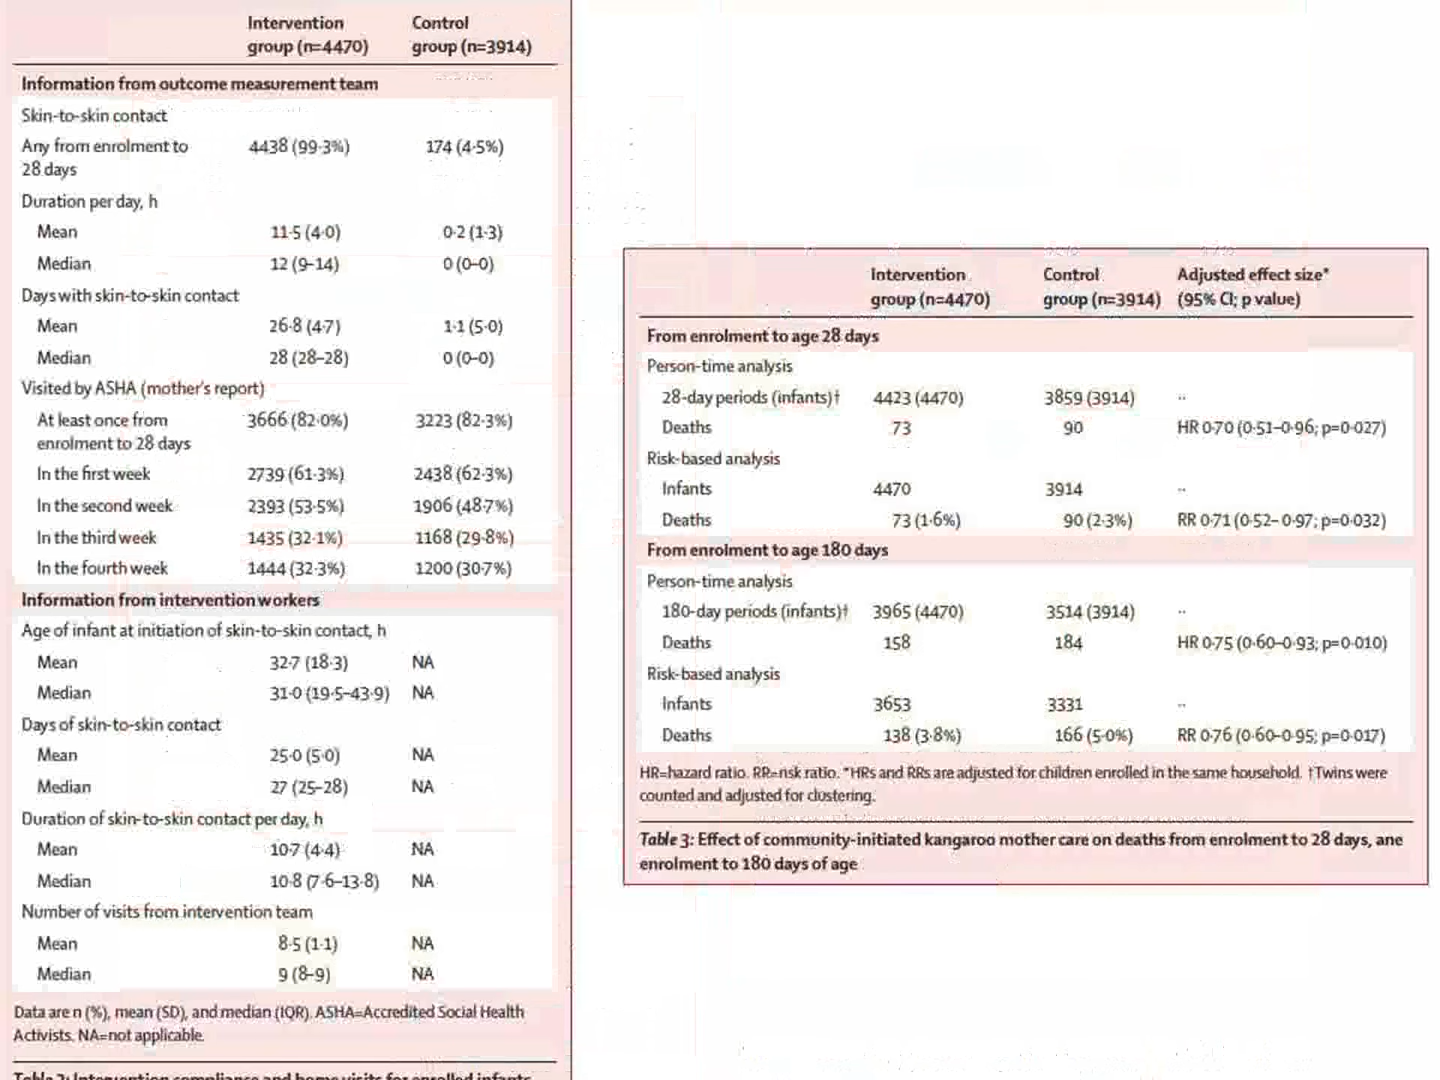 Intervention Control
group (n=4470) group (n=3914)
Information from outcome measurement team
Skin-to-skin contact
Any from enrolment to 4438 (99·3%) 174 (4·5%)
28 days
Duration per day, h
Mean 11·5 (4·0) 0·2 (1·3)
Median 12 (9–14) 0 (0–0)
Days with skin-to-skin contact
Mean 26·8 (4·7) 1·1 (5·0)
Median 28 (28–28) 0 (0–0)
Visited by ASHA (mother's report)
At least once from 3666 (82·0%) 3223 (82·3%)
enrolment to 28 days
In the first week 2739 (61·3%) 2438 (62·3%)
In the second week 2393 (53·5%) 1906 (48·7%)
In the third week 1435 (32·1%) 1168 (29·8%)
In the fourth week 1444 (32·3%) 1200 (30·7%)
Information from intervention workers
Age of infant at initiation of skin-to-skin contact, h
Mean 32·7 (18·3) NA
Median 31·0 (19·5–43·9) NA
Days of skin-to-skin contact
Mean 25·0 (5·0) NA
Median 27 (25–28) NA
Duration of skin-to-skin contact per day, h
Mean 10·7 (4·4) NA
Median 10·8 (7·6–13·8) NA
Number of visits from intervention team
Mean 8·5 (1·1) NA
Median 9 (8–9) NA
Data are n (%), mean (SD), and median (IQR). ASHA=Accredited Social Health
Activists. NA=not applicable.
Table 2: Intervention compliance and home visits for enrolled infants
Intervention Control Adjusted effect size*
group (n=4470) group (n=3914) (95% CI; p value)
From enrolment to age 28 days
Person-time analysis
28-day periods (infants)† 4423 (4470) 3859 (3914) ··
Deaths 73 90 HR 0·70 (0·51–0·96; p=0·027)
Risk-based analysis
Infants 4470 3914 ··
Deaths 73 (1·6%) 90 (2·3%) RR 0·71 (0·52–0·97; p=0·032)
From enrolment to age 180 days
Person-time analysis
180-day periods (infants)† 3965 (4470) 3514 (3914) ··
Deaths 158 184 HR 0·75 (0·60–0·93; p=0·010)
Risk-based analysis
Infants 3653 3331 ··
Deaths 138 (3·8%) 166 (5·0%) RR 0·76 (0·60–0·95; p=0·017)
HR=hazard ratio. RR=risk ratio. *HRs and RRs are adjusted for children enrolled in the same household. †Twins were
counted and adjusted for clustering.
Table 3: Effect of community-initiated kangaroo mother care on deaths from enrolment to 28 days, ane
enrolment to 180 days of age